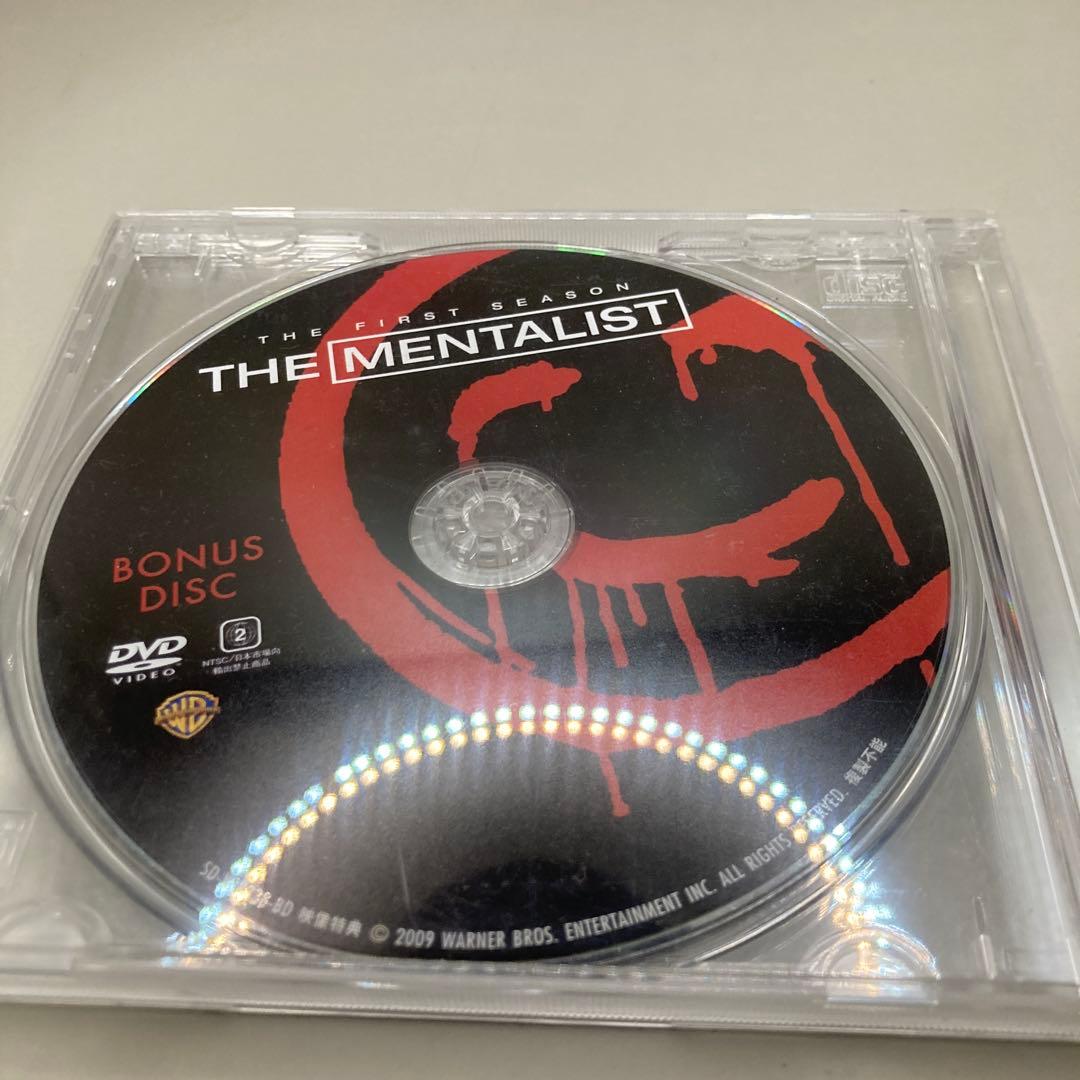 THE FIRST SEASON
THE MENTALIST
BONUS
DISC
DVD
VIDEO
2
NTSC/日本市場向
輸出禁止商品
WB
disc
DIGITAL AUDIO
-BD 映像特典 © 2009 WARNER BROS. ENTERTAINMENT INC. ALL RIGHTS RESERVED. 複製不能